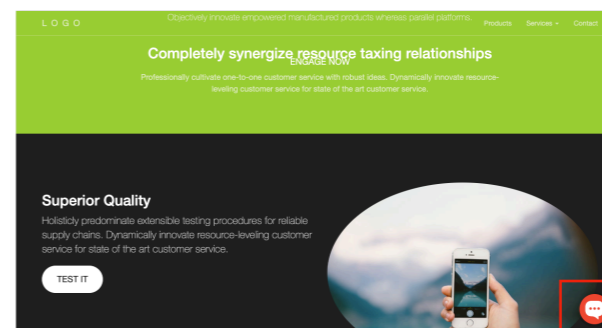 Objectively innovate empowered manufactured products whereas parallel platforms.
LOGO
Products
Services
Contact
Completely synergize resource taxing relationships
ENGAGE NOW
Professionally cultivate one-to-one customer service with robust ideas. Dynamically innovate resource-
leveling customer service for state of the art customer service.
Superior Quality
Holisticly predominate extensible testing procedures for reliable
supply chains. Dynamically innovate resource-leveling customer
service for state of the art customer service.
TEST IT